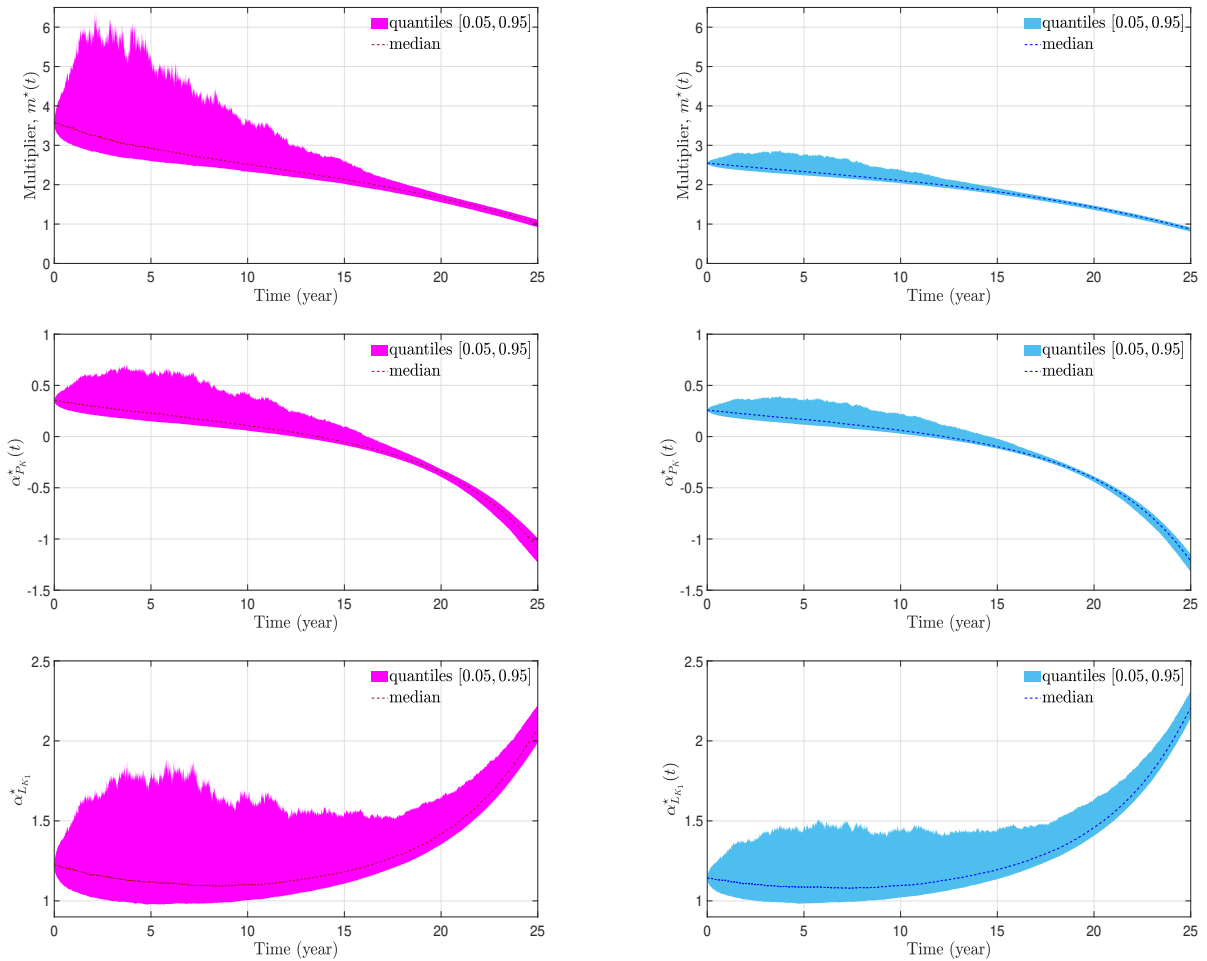 quantiles [0.05, 0.95]
median
Multiplier, m⋆(t)
6
5
4
3
2
1
0
0 5 10 15 20 25
Time (year)
quantiles [0.05, 0.95]
median
Multiplier, m⋆(t)
6
5
4
3
2
1
0
0 5 10 15 20 25
Time (year)
quantiles [0.05, 0.95]
median
α⋆_{P_K}(t)
1
0.5
0
-0.5
-1
-1.5
0 5 10 15 20 25
Time (year)
quantiles [0.05, 0.95]
median
α⋆_{P_K}(t)
1
0.5
0
-0.5
-1
-1.5
0 5 10 15 20 25
Time (year)
quantiles [0.05, 0.95]
median
α⋆_{L_{K_1}}
2.5
2
1.5
1
0 5 10 15 20 25
Time (year)
quantiles [0.05, 0.95]
median
α⋆_{L_{K_1}}(t)
2.5
2
1.5
1
0 5 10 15 20 25
Time (year)